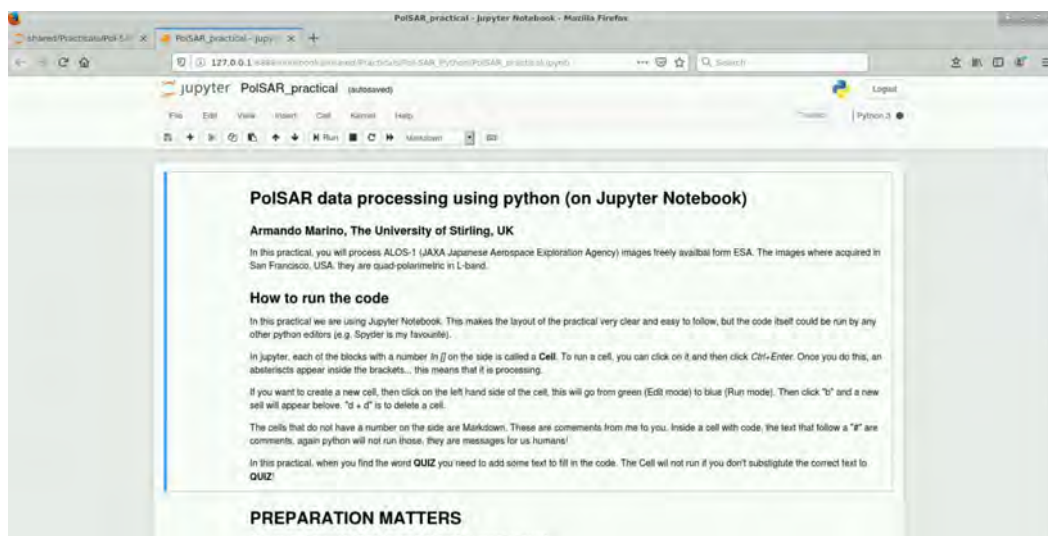 PolSAR_practical - Jupyter Notebook - Mozilla Firefox
PolSAR_practical - Jupy
127.0.0.1
Search
jupyter PolSAR_practical (autosaved)
Logout
File Edit View Insert Cell Kernel Help
Trusted
Python 3
Run
Markdown
PolSAR data processing using python (on Jupyter Notebook)
Armando Marino, The University of Stirling, UK
In this practical, you will process ALOS-1 (JAXA Japanese Aerospace Exploration Agency) images freely availbal form ESA. The images where acquired in
San Francisco, USA. they are quad-polarimetric in L-band.
How to run the code
In this practical we are using Jupyter Notebook. This makes the layout of the practical very clear and easy to follow, but the code itself could be run by any
other python editors (e.g. Spyder is my favourite).
In jupyter, each of the blocks with a number In [] on the side is called a Cell. To run a cell, you can click on it and then click Ctrl+Enter. Once you do this, an
absteriscts appear inside the brackets... this means that it is processing.
If you want to create a new cell, then click on the left hand side of the cell, this will go from green (Edit mode) to blue (Run mode). Then click "b" and a new
sell will appear belove. "d + d" is to delete a cell.
The cells that do not have a number on the side are Markdown. These are comements from me to you. Inside a cell with code, the text that follow a "#" are
comments, again python will not run those, they are messages for us humans!
In this practical, when you find the word QUIZ you need to add some text to fill in the code. The Cell wil not run if you don't substigtute the correct text to
QUIZ!
PREPARATION MATTERS